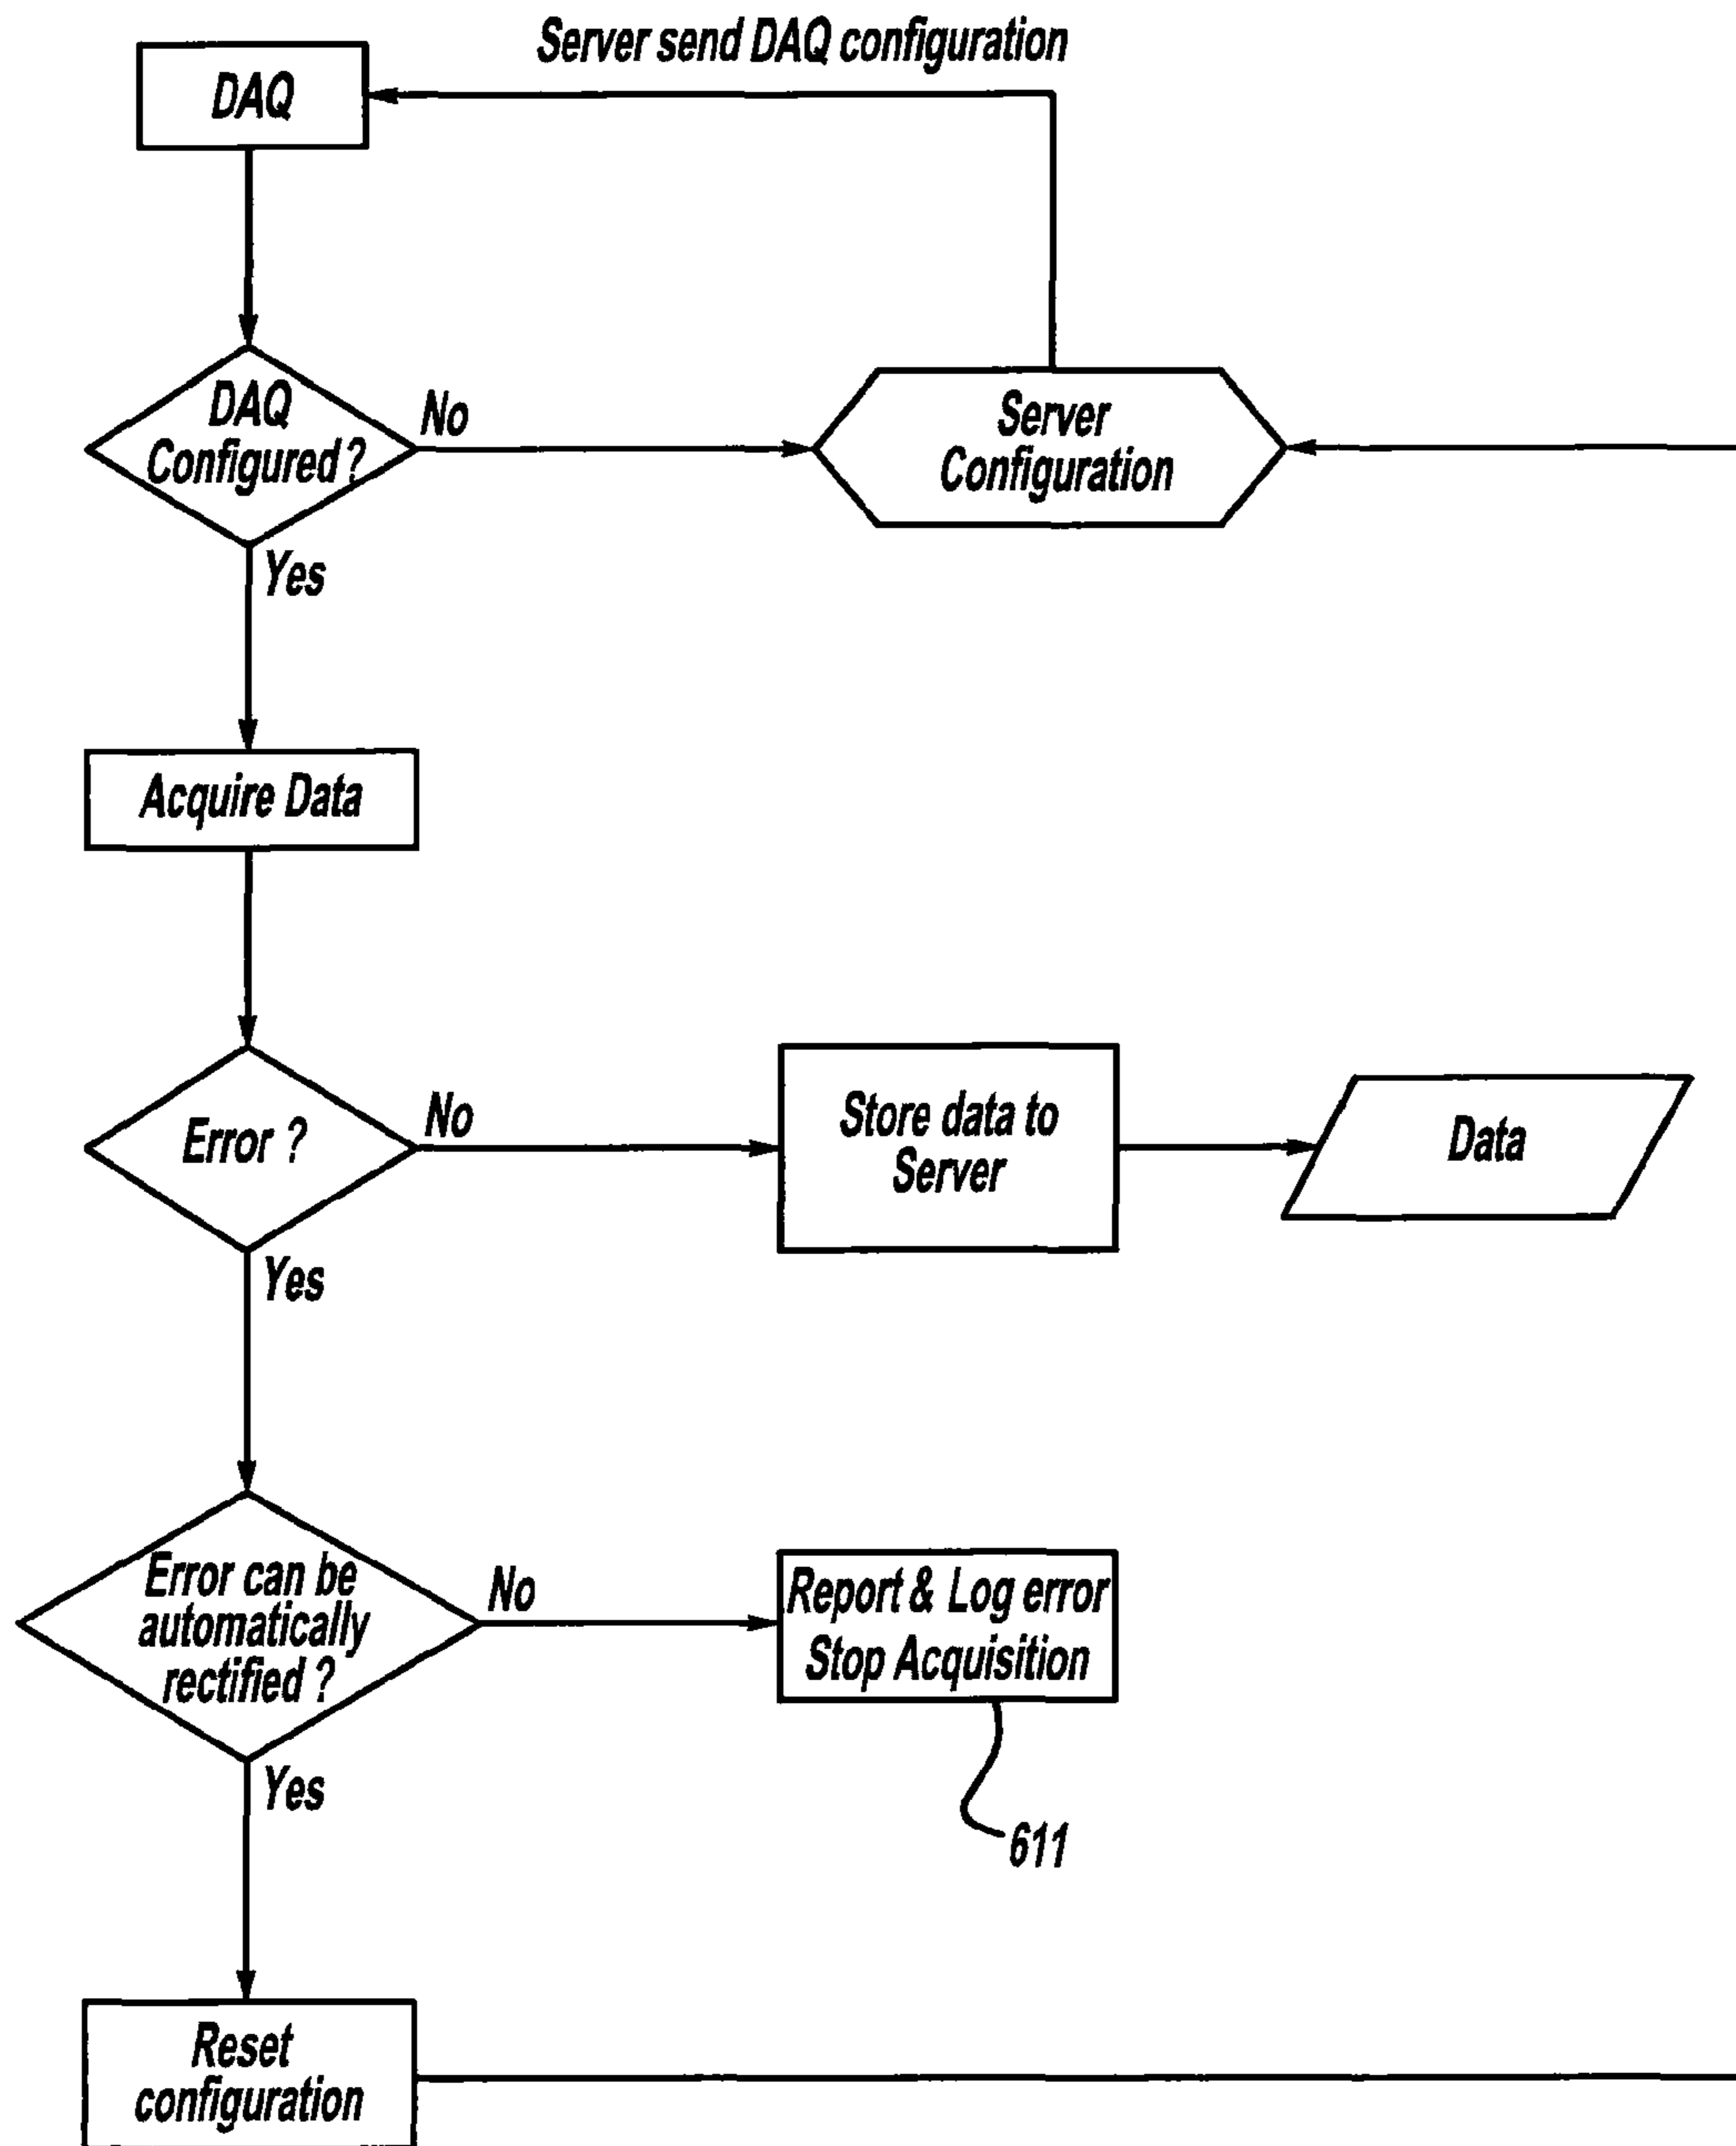 Server send DAQ configuration
DAQ
DAQ
Configured ?
No
Server
Configuration
Yes
Acquire Data
Error ?
No
Store data to
Server
Data
Yes
Error can be
automatically
rectified ?
No
Report & Log error
Stop Acquisition
Yes
611
Reset
configuration